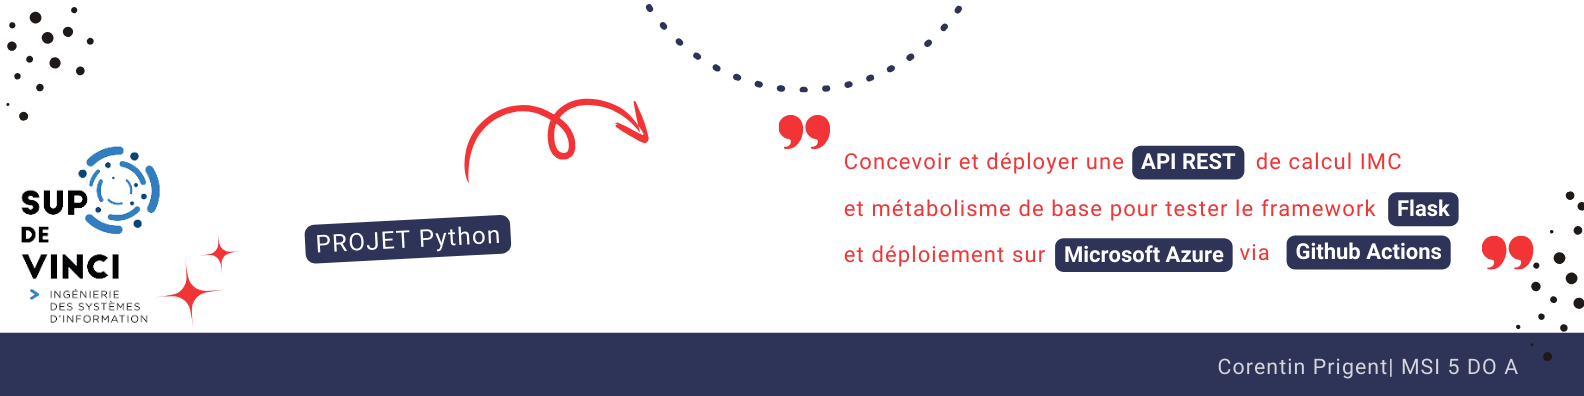 SUP
DE
VINCI
INGÉNIERIE
DES SYSTÈMES
D'INFORMATION
PROJET Python
Concevoir et déployer une API REST de calcul IMC
et métabolisme de base pour tester le framework Flask
et déploiement sur Microsoft Azure via Github Actions
Corentin Prigent| MSI 5 DO A